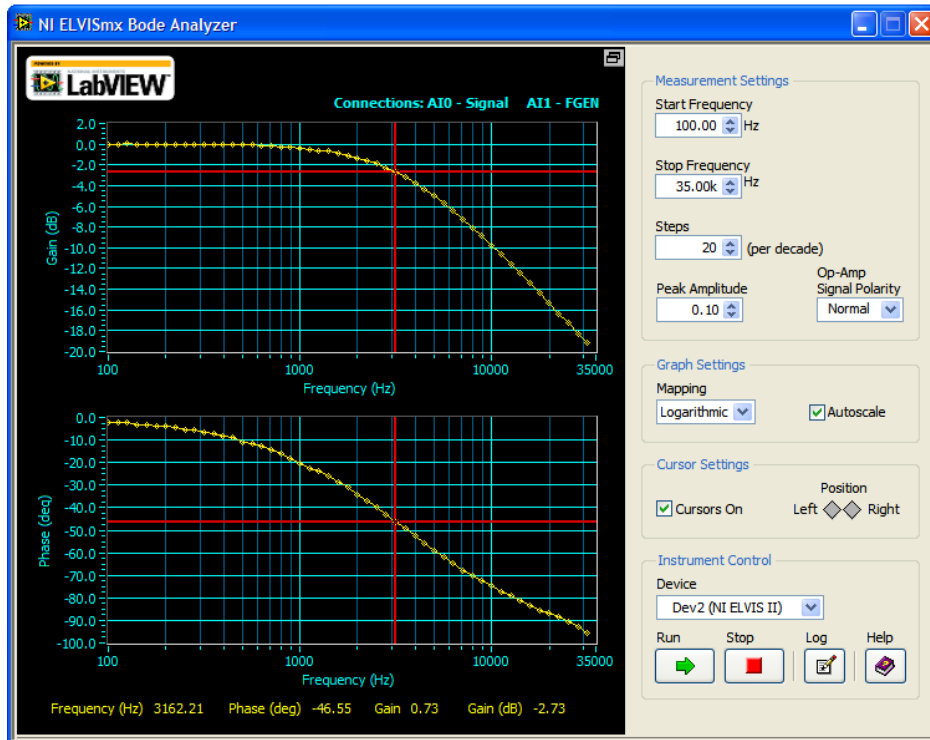 NI ELVISmx Bode Analyzer
POWERED BY
NATIONAL INSTRUMENTS
LabVIEW
Connections: AI0 - Signal AI1 - FGEN
2.0
0.0
-2.0
-4.0
-6.0
-8.0
-10.0
-12.0
-14.0
-16.0
-18.0
-20.0
Gain (dB)
100 1000 10000 35000
Frequency (Hz)
0.0
-10.0
-20.0
-30.0
-40.0
-50.0
-60.0
-70.0
-80.0
-90.0
-100.0
Phase (deg)
100 1000 10000 35000
Frequency (Hz)
Frequency (Hz) 3162.21 Phase (deg) -46.55 Gain 0.73 Gain (dB) -2.73
Measurement Settings
Start Frequency
100.00 Hz
Stop Frequency
35.00k Hz
Steps
20 (per decade)
Peak Amplitude
0.10
Op-Amp
Signal Polarity
Normal
Graph Settings
Mapping
Logarithmic Autoscale
Cursor Settings
Position
Cursors On Left Right
Instrument Control
Device
Dev2 (NI ELVIS II)
Run Stop Log Help